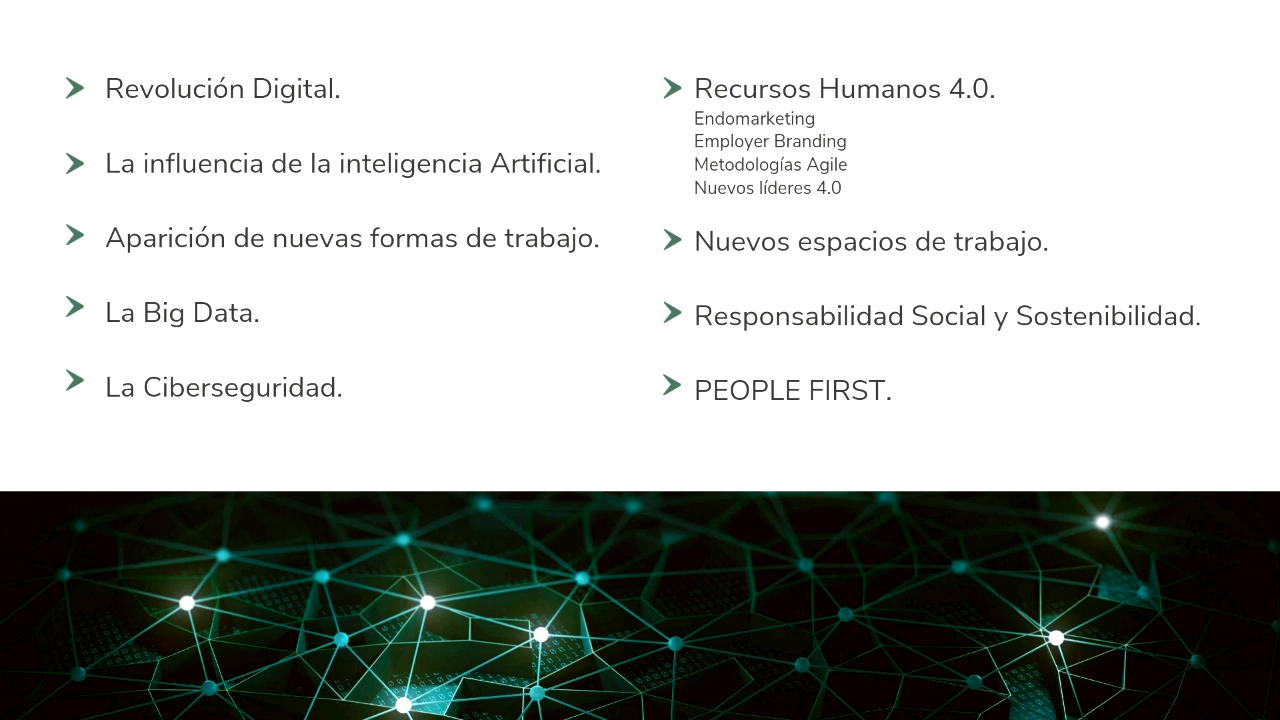 Revolución Digital.
La influencia de la inteligencia Artificial.
Aparición de nuevas formas de trabajo.
La Big Data.
La Ciberseguridad.
Recursos Humanos 4.0.
Endomarketing
Employer Branding
Metodologías Agile
Nuevos líderes 4.0
Nuevos espacios de trabajo.
Responsabilidad Social y Sostenibilidad.
PEOPLE FIRST.